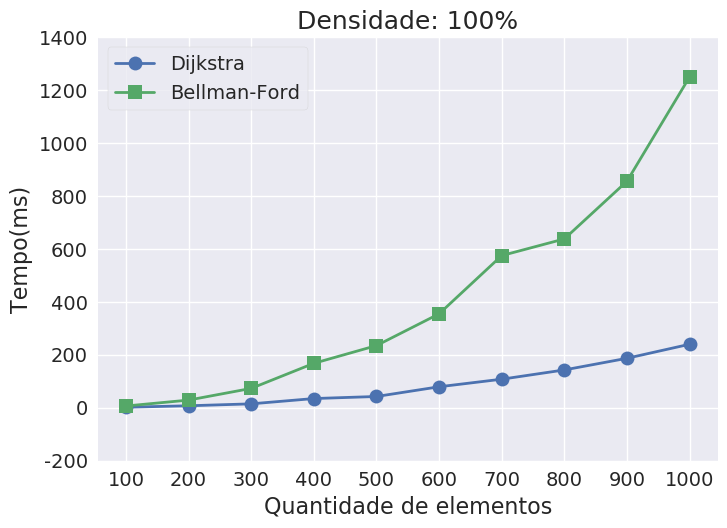 Densidade: 100%
1400
1200
1000
800
600
400
200
0
-200
Tempo(ms)
Dijkstra
Bellman-Ford
100 200 300 400 500 600 700 800 900 1000
Quantidade de elementos